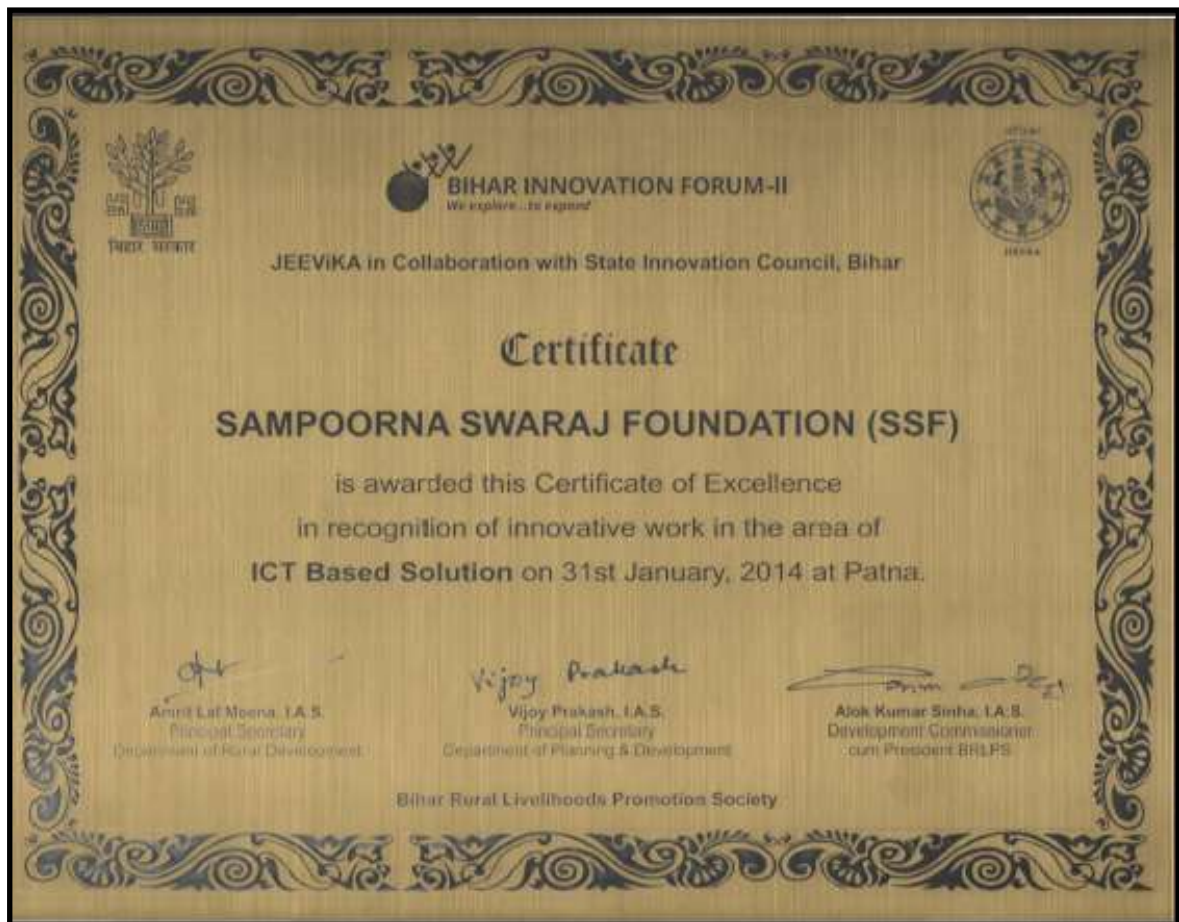 BIHAR INNOVATION FORUM-II
We explore...to expand
बिहार सरकार
JEEViKA in Collaboration with State Innovation Council, Bihar
Certificate
SAMPOORNA SWARAJ FOUNDATION (SSF)
is awarded this Certificate of Excellence
in recognition of innovative work in the area of
ICT Based Solution on 31st January, 2014 at Patna.
Vijoy Prakash
Amrit Lal Meena, I.A.S.
Principal Secretary
Department of Rural Development
Vijoy Prakash, I.A.S.
Principal Secretary
Department of Planning & Development
Alok Kumar Sinha, I.A.S.
Development Commissioner
cum President BRLPS
Bihar Rural Livelihoods Promotion Society